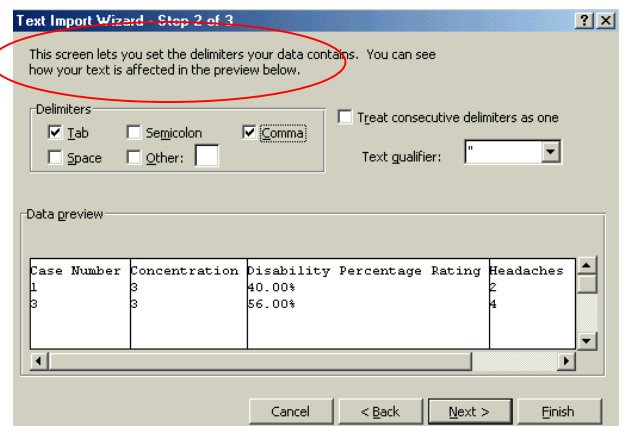 Text Import Wizard - Step 2 of 3
This screen lets you set the delimiters your data contains. You can see
how your text is affected in the preview below.
Delimiters
Tab Semicolon Comma
Space Other:
Treat consecutive delimiters as one
Text qualifier: "
Data preview
Case Number Concentration Disability Percentage Rating Headaches
1 3 40.00% 2
3 3 56.00% 4
Cancel < Back Next > Finish